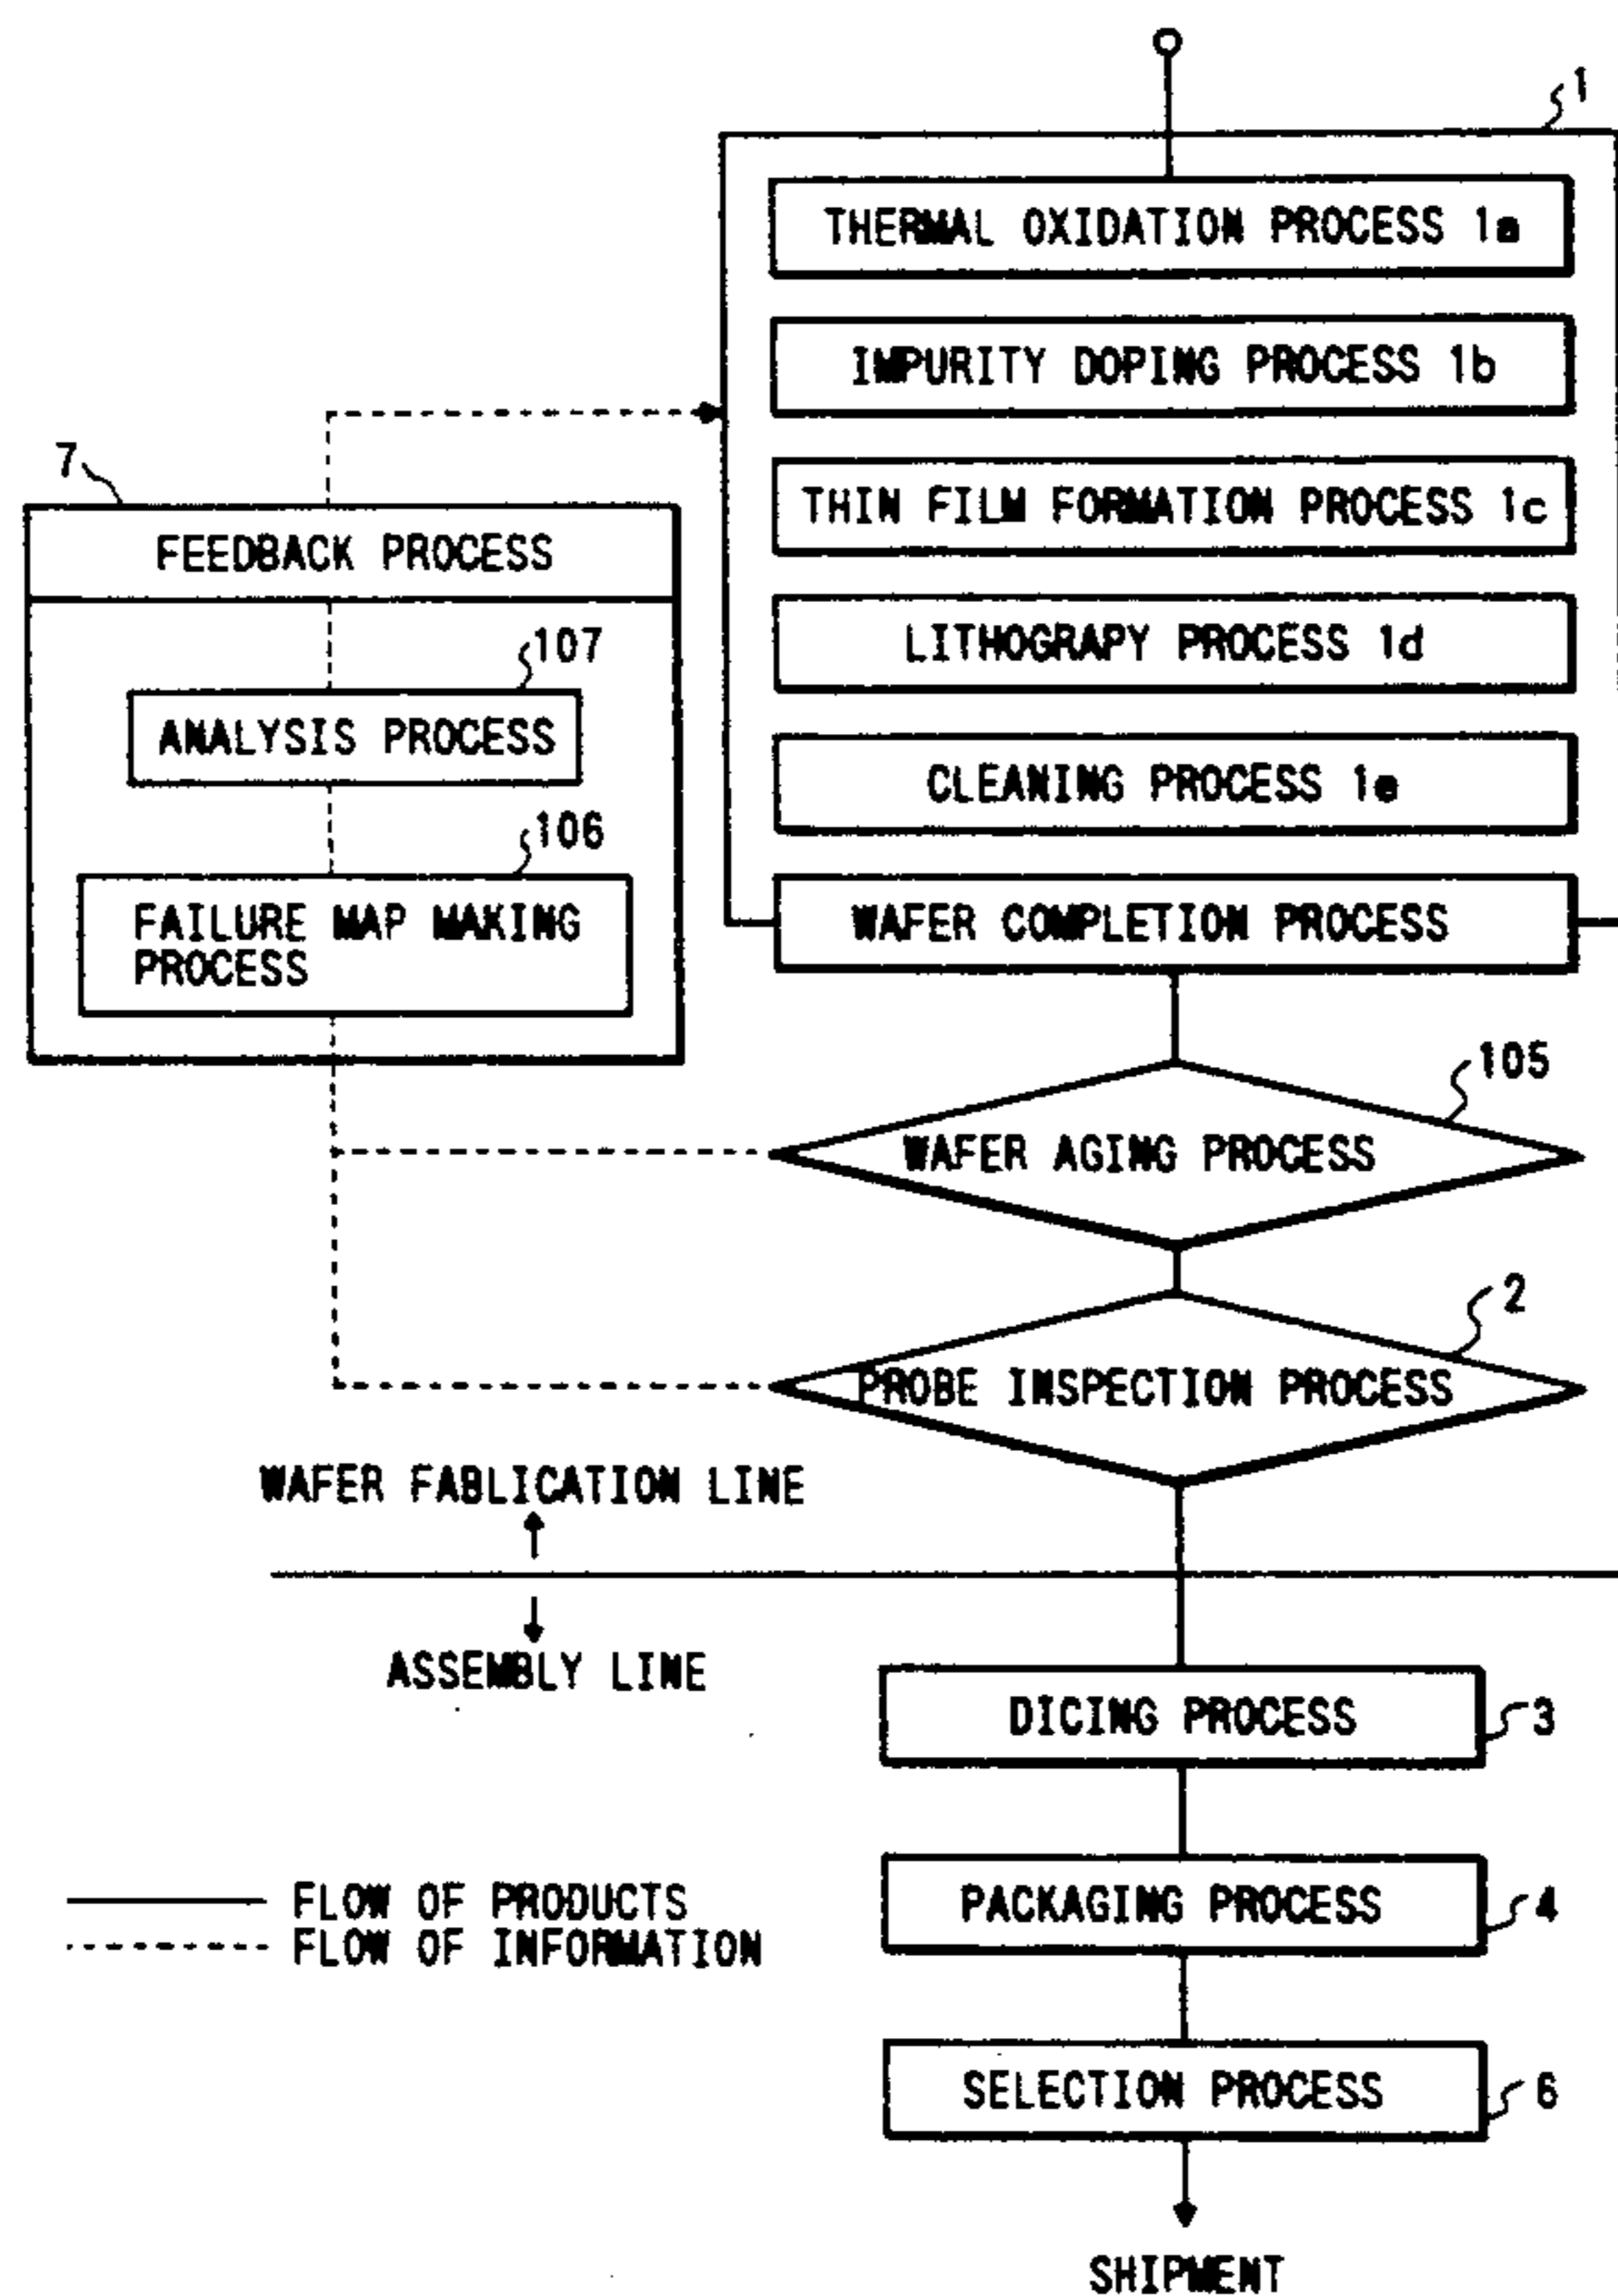 1
THERMAL OXIDATION PROCESS 1a
IMPURITY DOPING PROCESS 1b
THIN FILM FORMATION PROCESS 1c
LITHOGRAPY PROCESS 1d
CLEANING PROCESS 1e
WAFER COMPLETION PROCESS
7
FEEDBACK PROCESS
107
ANALYSIS PROCESS
106
FAILURE MAP MAKING
PROCESS
105
WAFER AGING PROCESS
2
PROBE INSPECTION PROCESS
WAFER FABLICATION LINE
ASSEMBLY LINE
DICING PROCESS
3
PACKAGING PROCESS
4
FLOW OF PRODUCTS
FLOW OF INFORMATION
SELECTION PROCESS
6
SHIPMENT